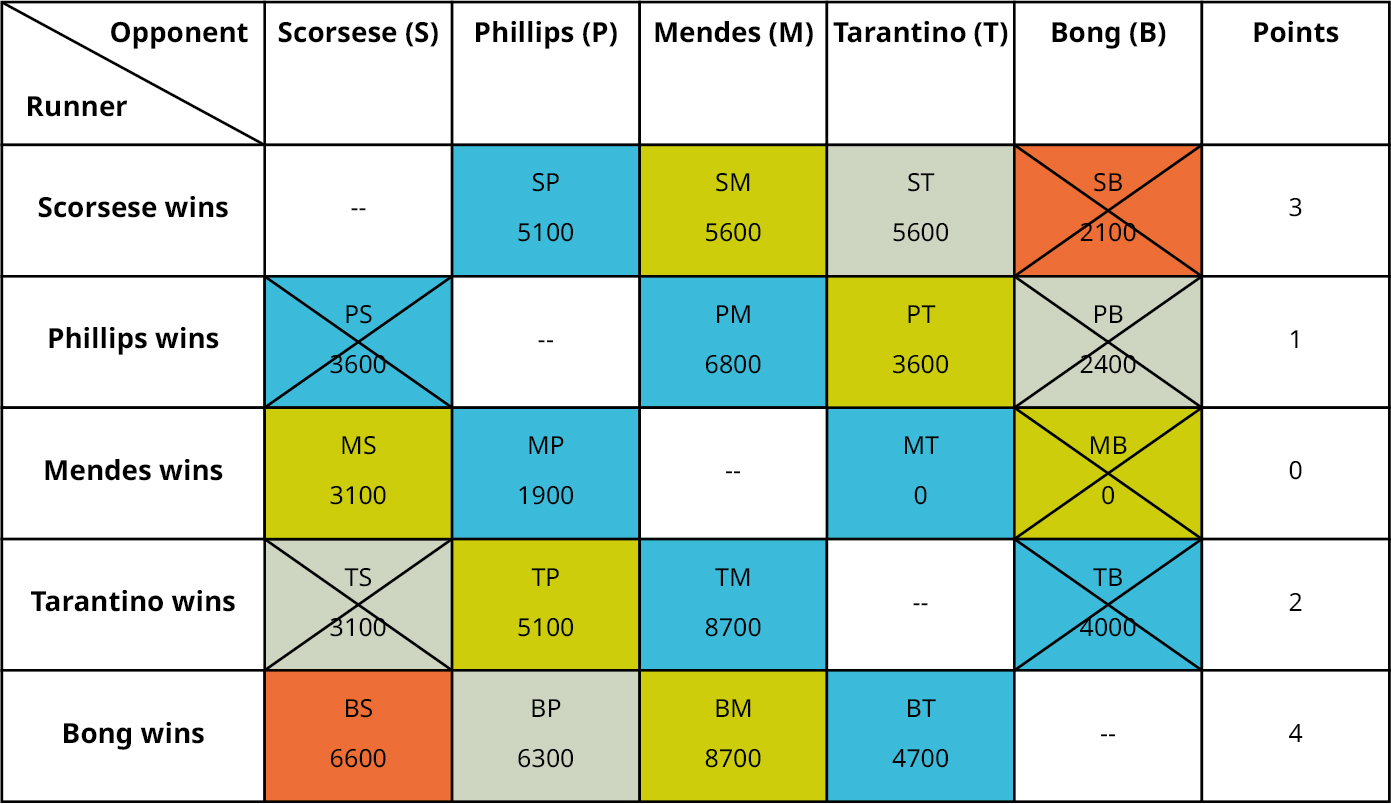 Opponent Scorsese (S) Phillips (P) Mendes (M) Tarantino (T) Bong (B) Points
Runner
SP SM ST SB
Scorsese wins -- 3
5100 5600 5600 2100
PS PM PT PB
Phillips wins -- 1
3600 6800 3600 2400
MS MP MT MB
Mendes wins -- 0
3100 1900 0 0
TS TP TM TB
Tarantino wins -- 2
3100 5100 8700 4000
BS BP BM BT
Bong wins -- 4
6600 6300 8700 4700